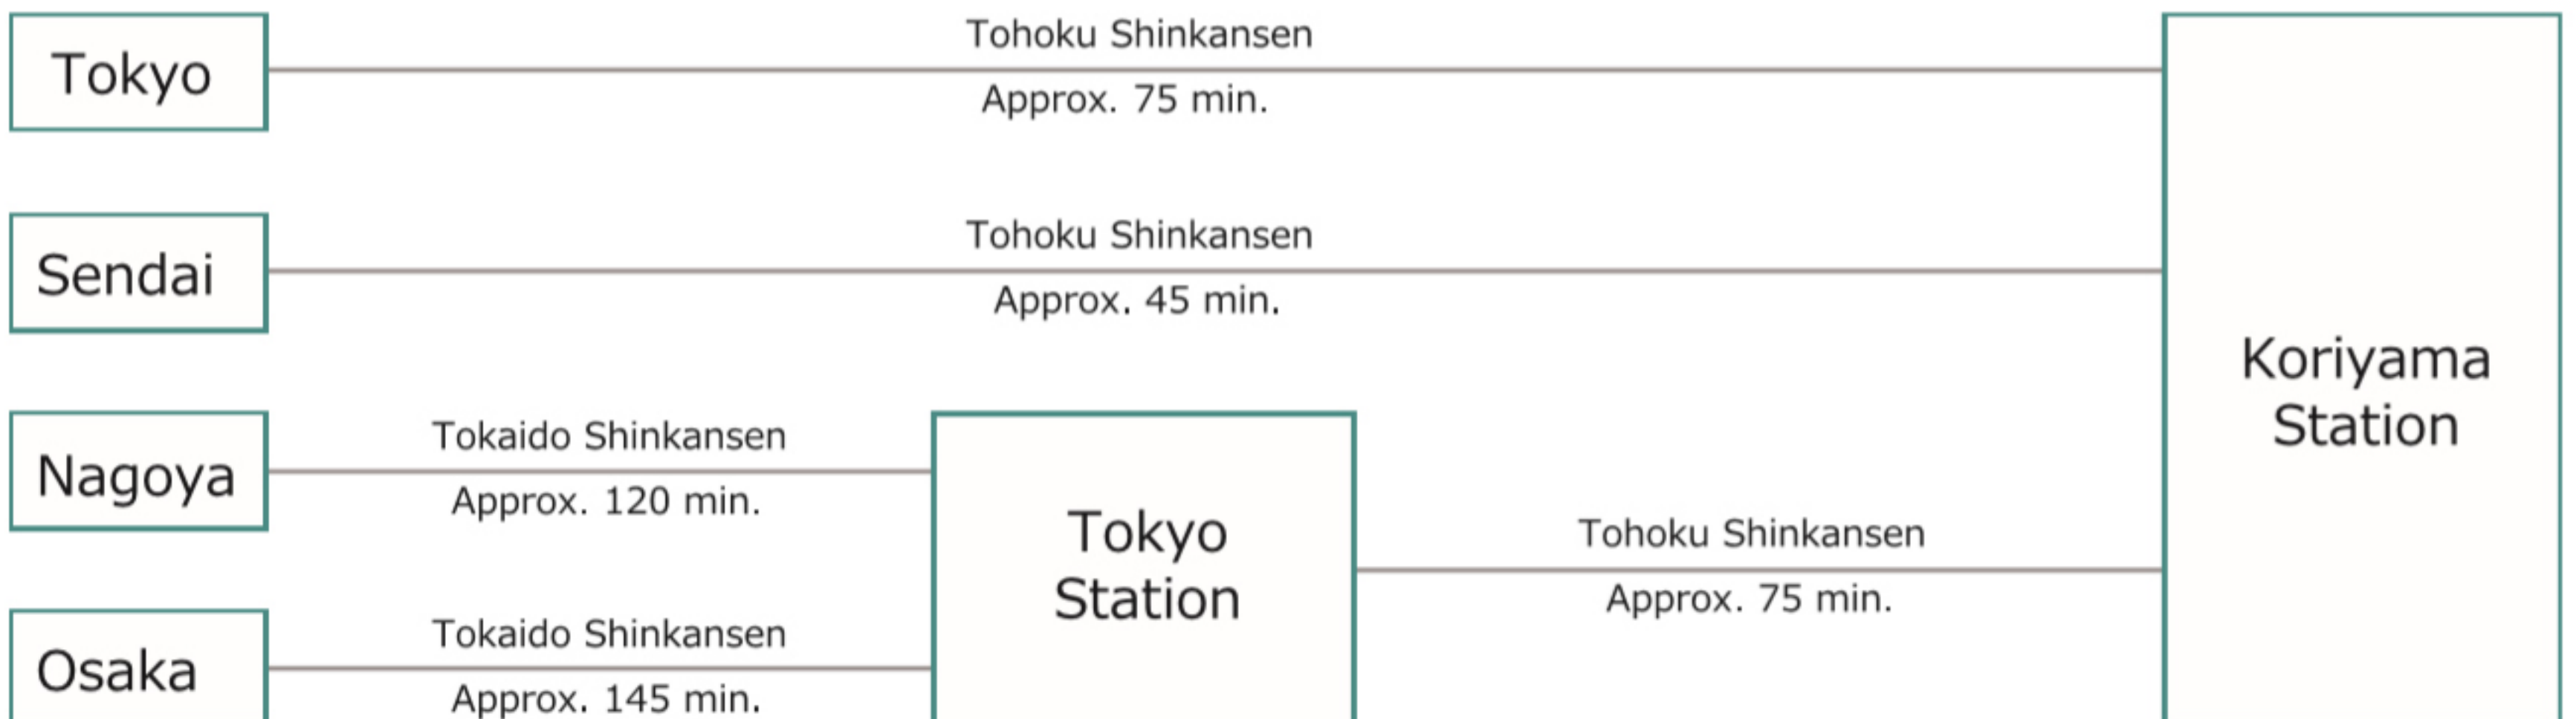 Tokyo
Tohoku Shinkansen
Approx. 75 min.
Sendai
Tohoku Shinkansen
Approx. 45 min.
Nagoya
Tokaido Shinkansen
Approx. 120 min.
Osaka
Tokaido Shinkansen
Approx. 145 min.
Tokyo
Station
Tohoku Shinkansen
Approx. 75 min.
Koriyama
Station